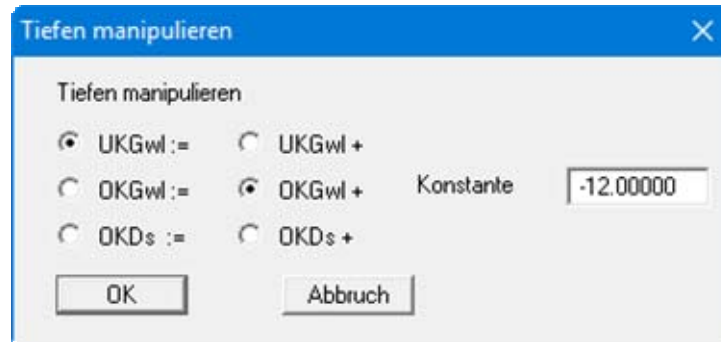 Tiefen manipulieren
Tiefen manipulieren
UKGwl := UKGwl +
OKGwl := OKGwl + Konstante -12.00000
OKDs := OKDs +
OK Abbruch